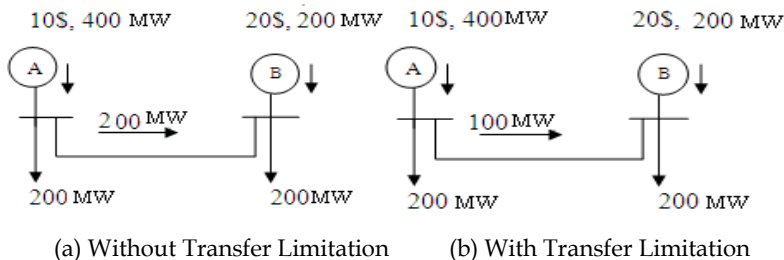 10$, 400 MW
20$, 200 MW
10$, 400MW
20$, 200 MW
A
B
A
B
200 MW
100 MW
200 MW
200MW
200 MW
200 MW
(a) Without Transfer Limitation
(b) With Transfer Limitation